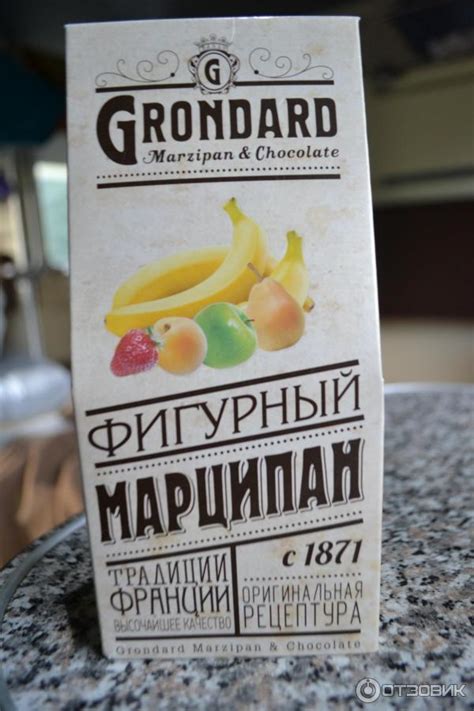 G
GRONDARD
Marzipan & Chocolate
ФИГУРНЫЙ
МАРЦИПАН
ТРАДИЦИИ
ФРАНЦИИ
ВЫСОЧАЙШЕЕ КАЧЕСТВО
с 1871
ОРИГИНАЛЬНАЯ
РЕЦЕПТУРА
Grondard Marzipan & Chocolate
ОТЗОВИК